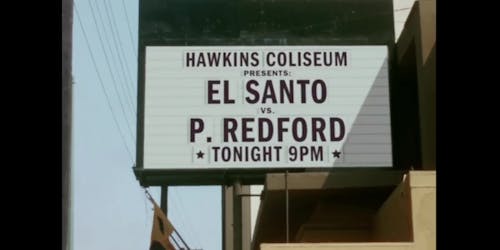 HAWKINS COLISEUM
PRESENTS:
EL SANTO
VS.
P. REDFORD
★ TONIGHT 9PM ★